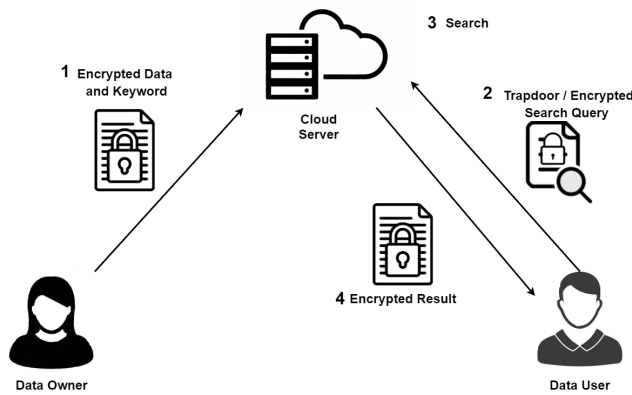 3 Search
1 Encrypted Data
and Keyword
2 Trapdoor / Encrypted
Search Query
Cloud
Server
4 Encrypted Result
Data Owner
Data User